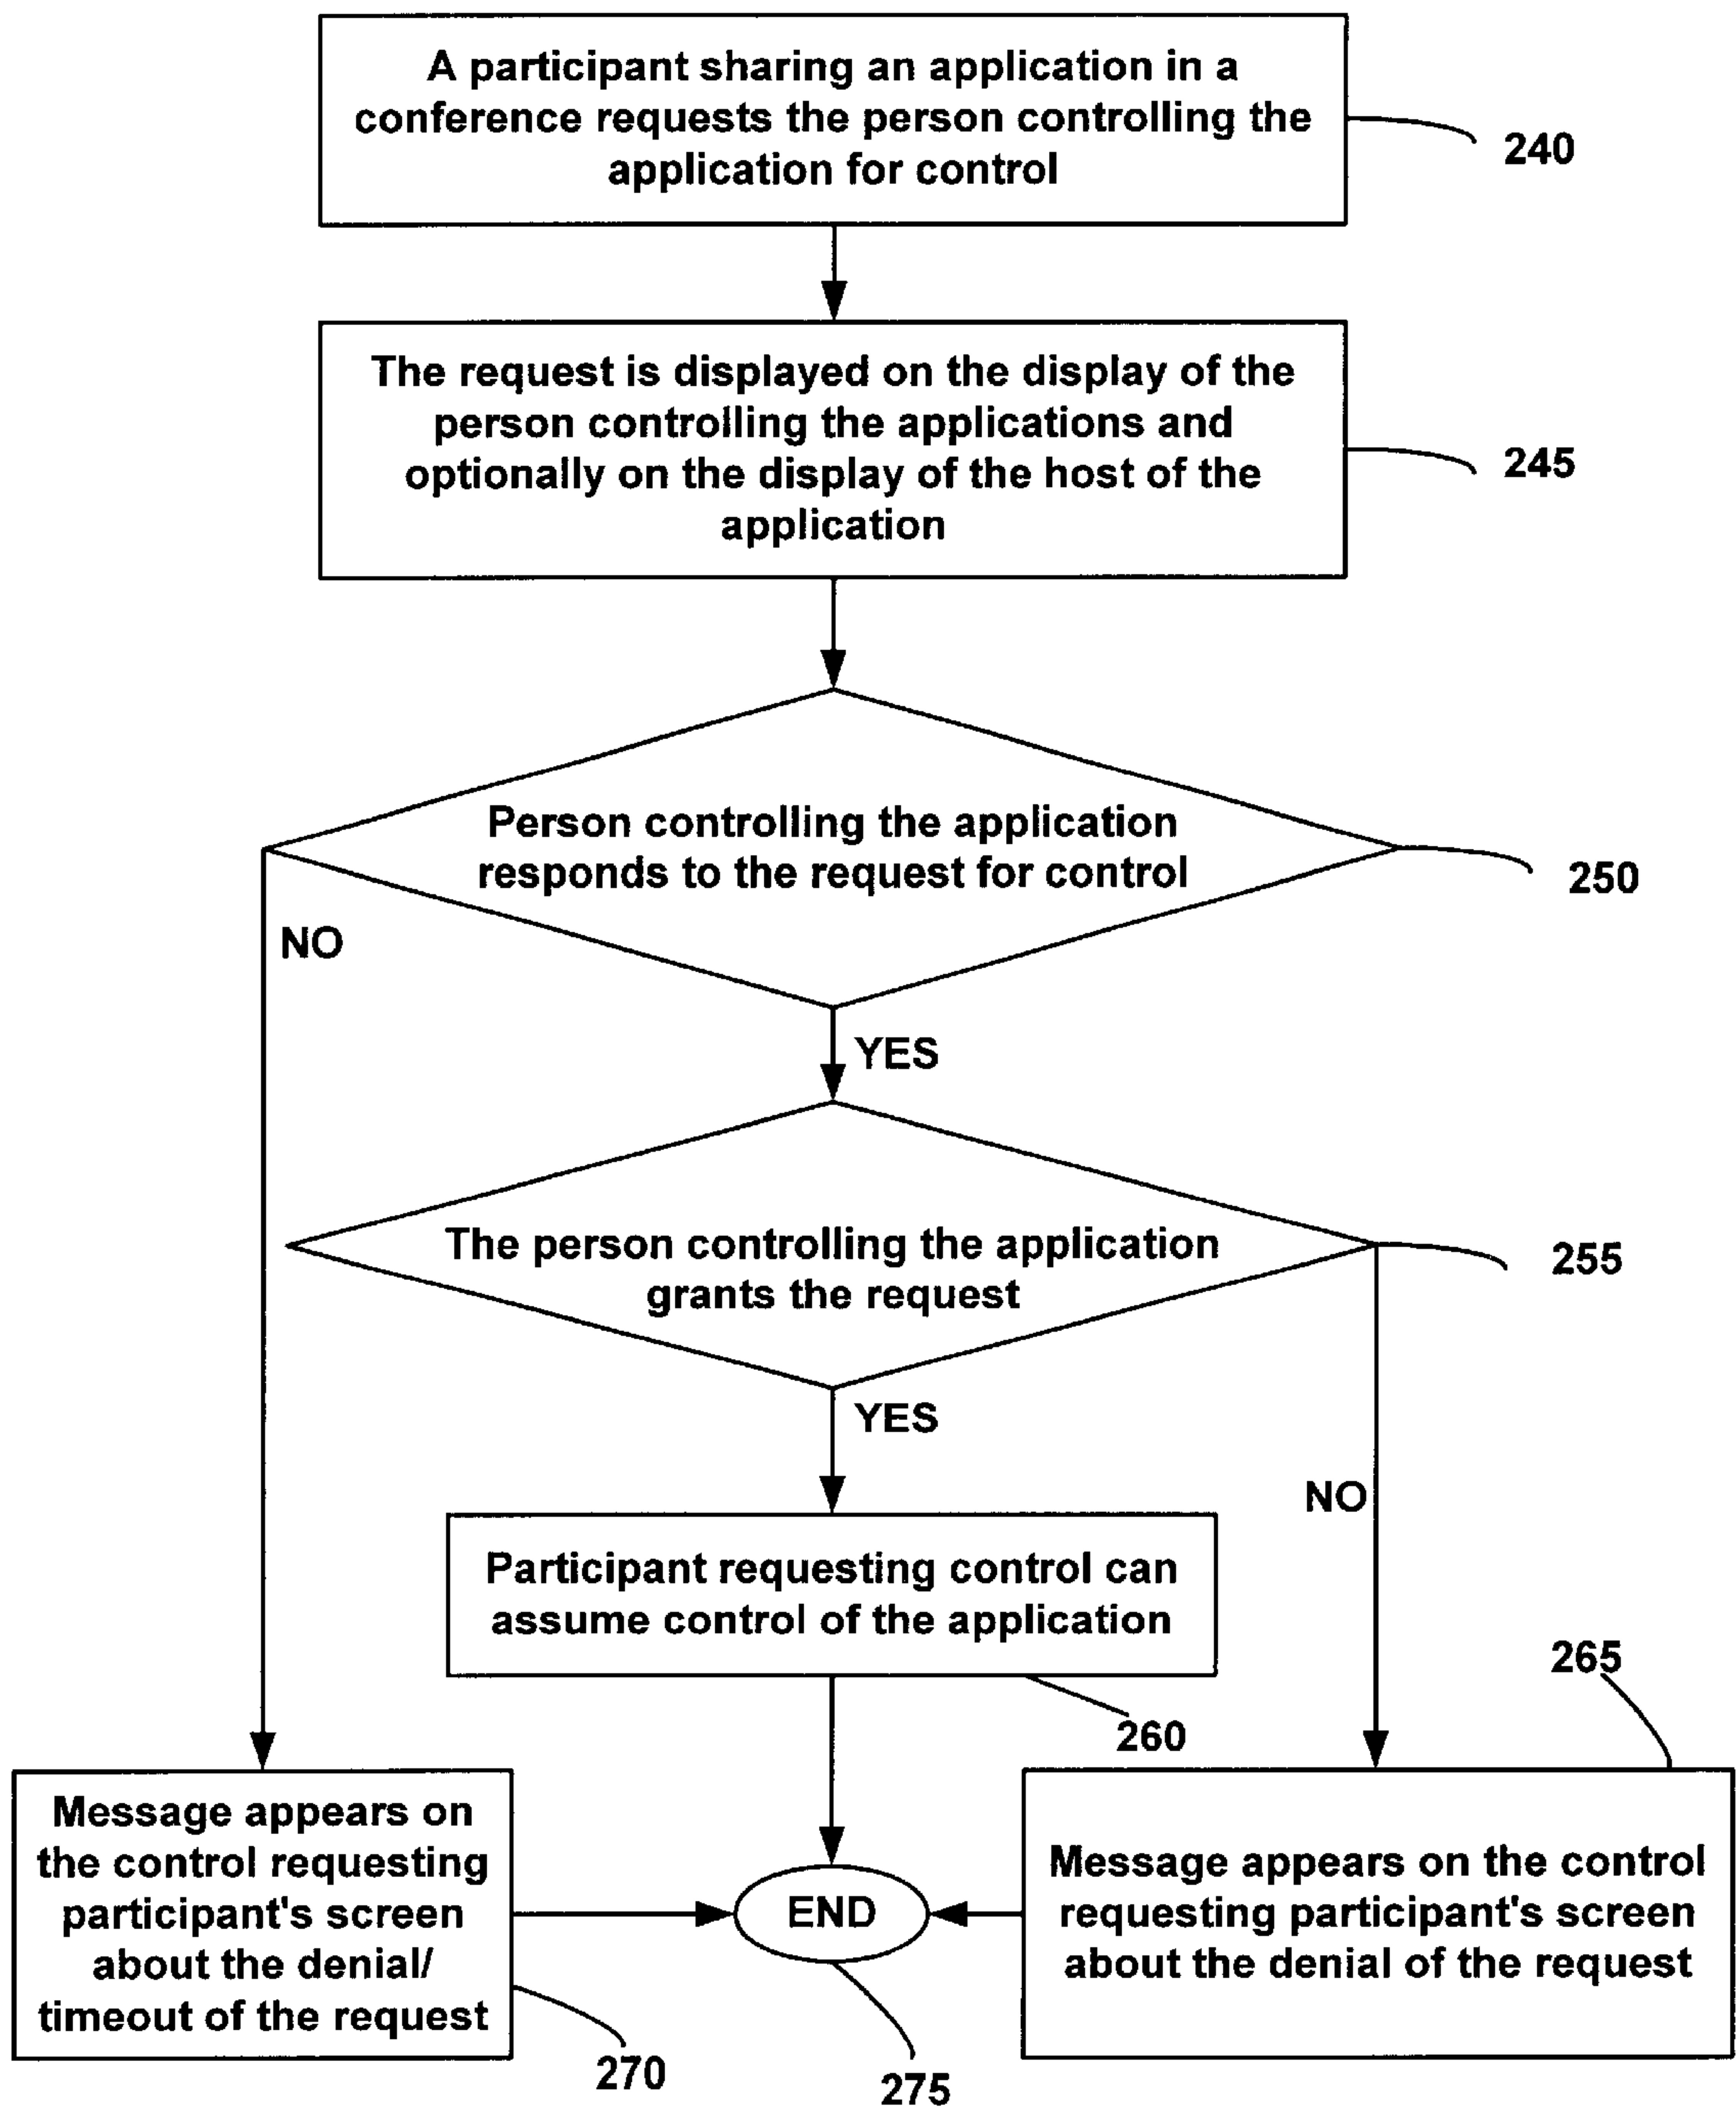 A participant sharing an application in a
conference requests the person controlling the
application for control
240
The request is displayed on the display of the
person controlling the applications and
optionally on the display of the host of the
application
245
Person controlling the application
responds to the request for control
250
NO
YES
The person controlling the application
grants the request
255
YES
NO
Participant requesting control can
assume control of the application
260
265
Message appears on
the control requesting
participant's screen
about the denial/
timeout of the request
270
END
275
Message appears on the control
requesting participant's screen
about the denial of the request